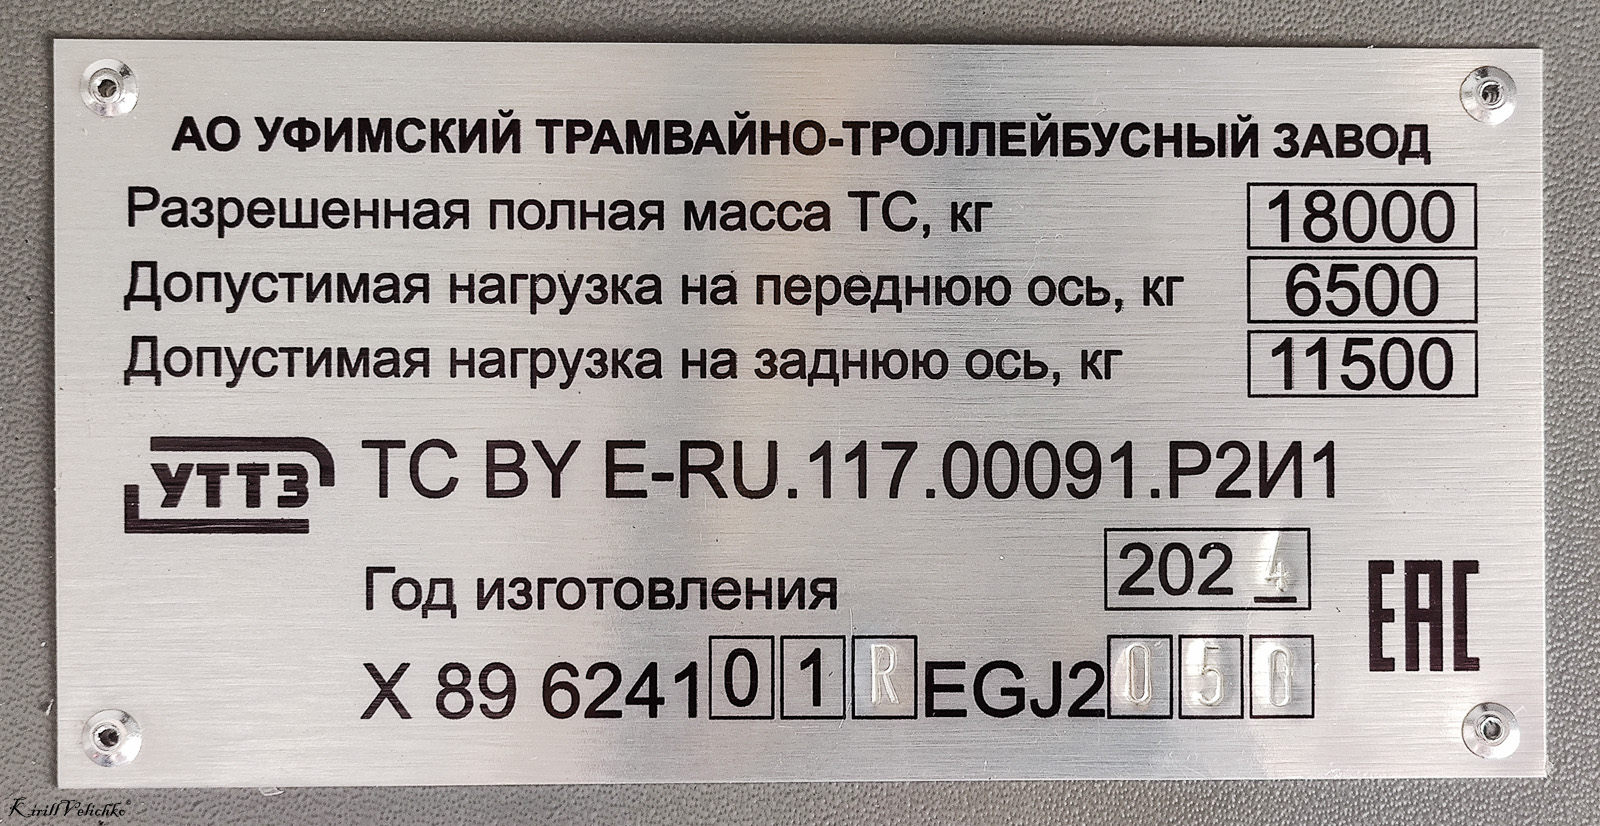 АО УФИМСКИЙ ТРАМВАЙНО-ТРОЛЛЕЙБУСНЫЙ ЗАВОД
Разрешенная полная масса ТС, кг 18000
Допустимая нагрузка на переднюю ось, кг 6500
Допустимая нагрузка на заднюю ось, кг 11500
УТТЗ ТС BY E-RU.117.00091.Р2И1
Год изготовления 2024
ЕАС
X 89 624101REGJ2050
Kirill Velichko